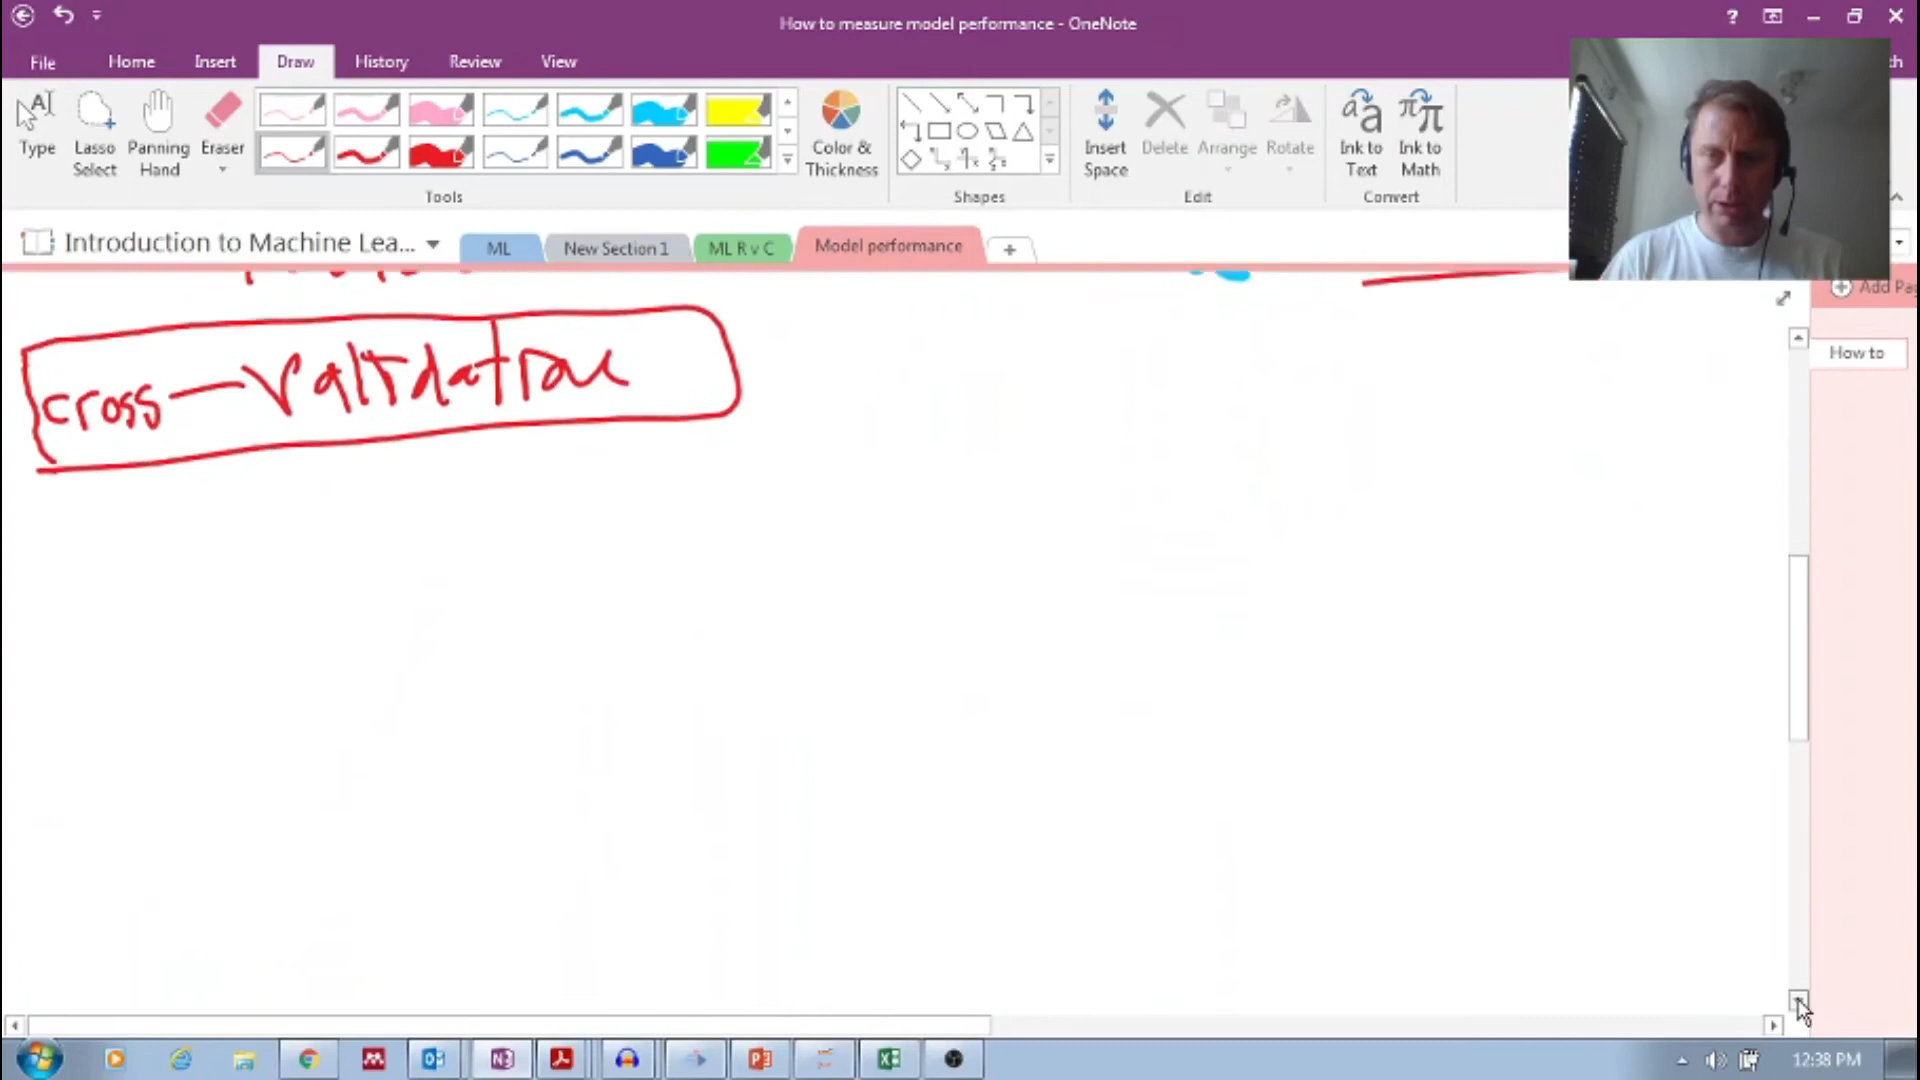 How to measure model performance - OneNote
?
File Home Insert Draw History Review View
Type
Lasso Select
Panning Hand
Eraser
Color & Thickness
Insert Space
Delete
Arrange
Rotate
Ink to Text
Ink to Math
Tools
Shapes
Edit
Convert
Introduction to Machine Lea...
ML
New Section 1
ML R v C
Model performance
Add Pag
How to
cross-validation
12:38 PM